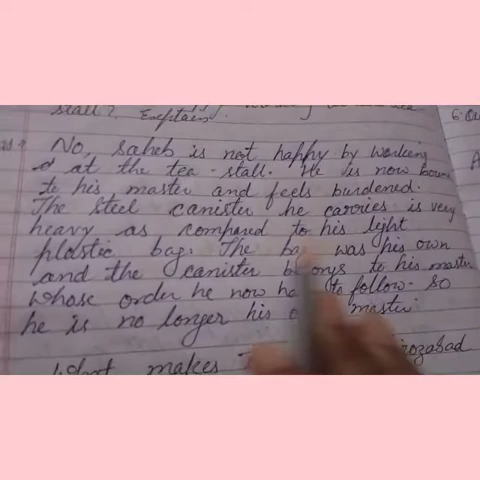 stall? Explain.
No, Saheb is not happy by working
at the tea-stall. He is now bound
to his master and feels burdened.
The steel canister he carries is very
heavy as compared to his light
plastic bag. The bag was his own
and the canister belongs to his master
whose order he now has to follow. So
he is no longer his master.
What makes